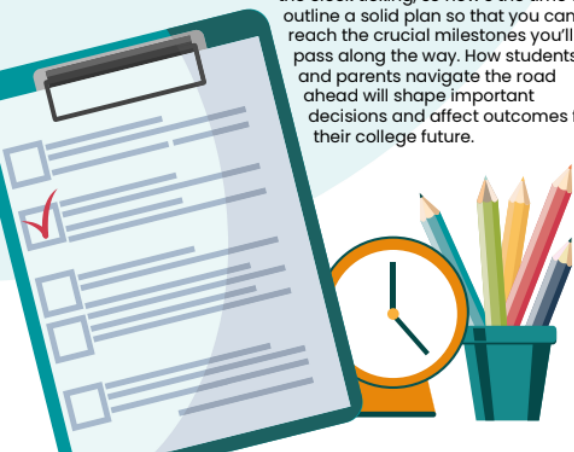 outline a solid plan so that you can
reach the crucial milestones you'll
pass along the way. How students
and parents navigate the road
ahead will shape important
decisions and affect outcomes
their college future.